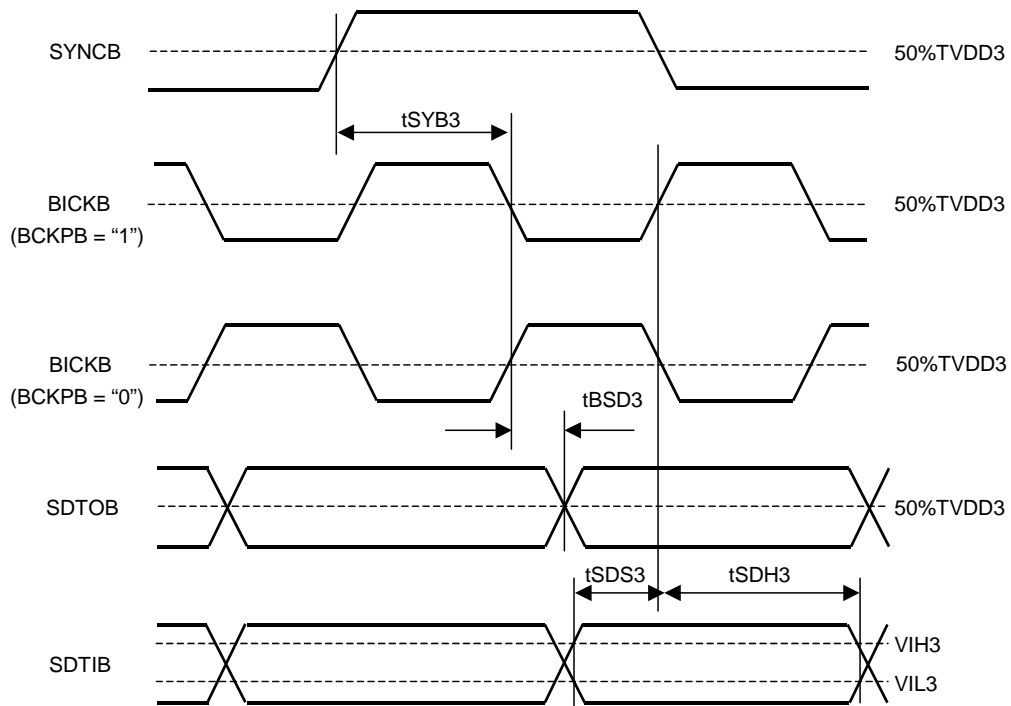 SYNCB 50%TVDD3
tSYB3
BICKB 50%TVDD3
(BCKPB = “1”)
BICKB 50%TVDD3
(BCKPB = “0”)
tBSD3
SDTOB 50%TVDD3
tSDS3 tSDH3
VIH3
SDTIB
VIL3